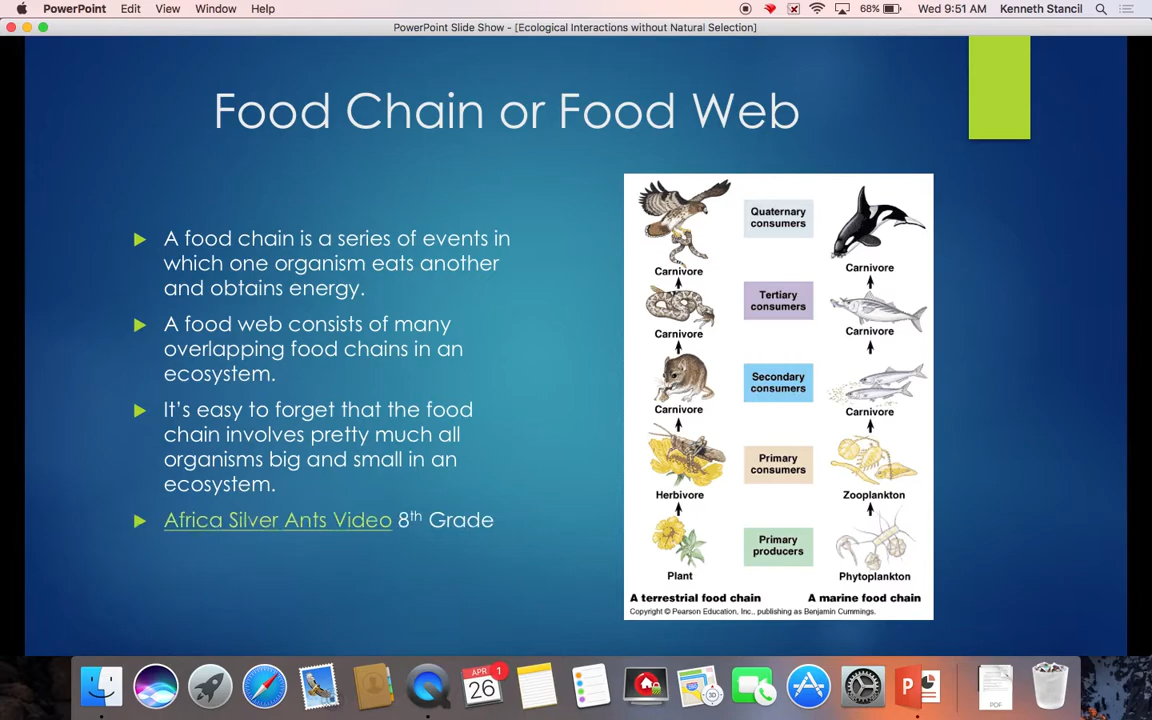 PowerPoint Edit View Window Help 68% Wed 9:51 AM Kenneth Stancil
PowerPoint Slide Show - [Ecological Interactions without Natural Selection]
Food Chain or Food Web
A food chain is a series of events in
which one organism eats another
and obtains energy.
A food web consists of many
overlapping food chains in an
ecosystem.
It's easy to forget that the food
chain involves pretty much all
organisms big and small in an
ecosystem.
Africa Silver Ants Video 8th Grade
Quaternary
consumers
Carnivore Carnivore
Tertiary
consumers
Carnivore Carnivore
Secondary
consumers
Carnivore Carnivore
Primary
consumers
Herbivore Zooplankton
Primary
producers
Plant Phytoplankton
A terrestrial food chain A marine food chain
Copyright © Pearson Education, Inc., publishing as Benjamin Cummings.
APR 1
26
3D
P
PDF